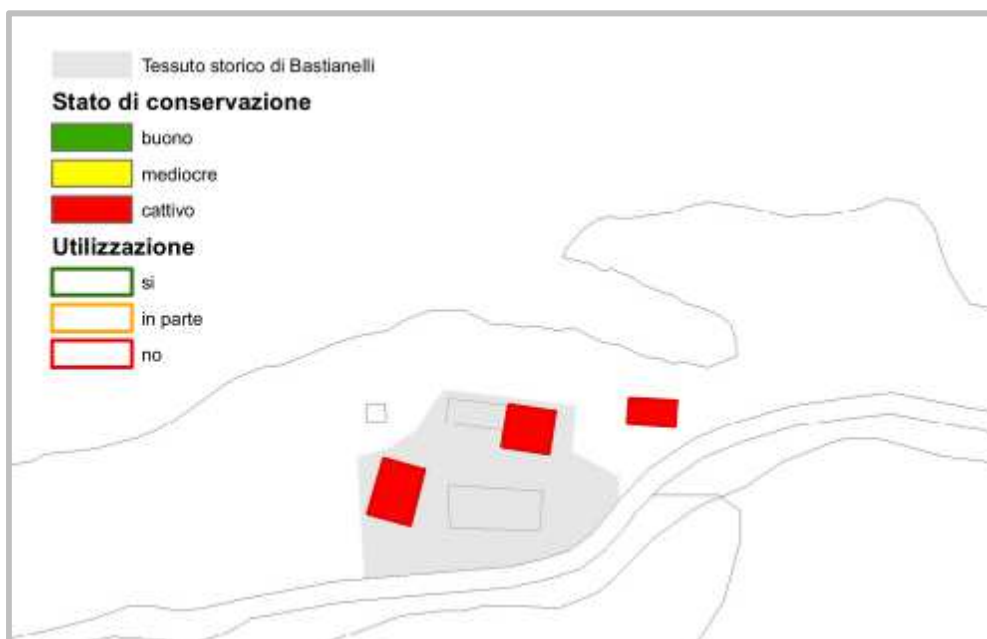 Tessuto storico di Bastianelli
Stato di conservazione
buono
mediocre
cattivo
Utilizzazione
si
in parte
no